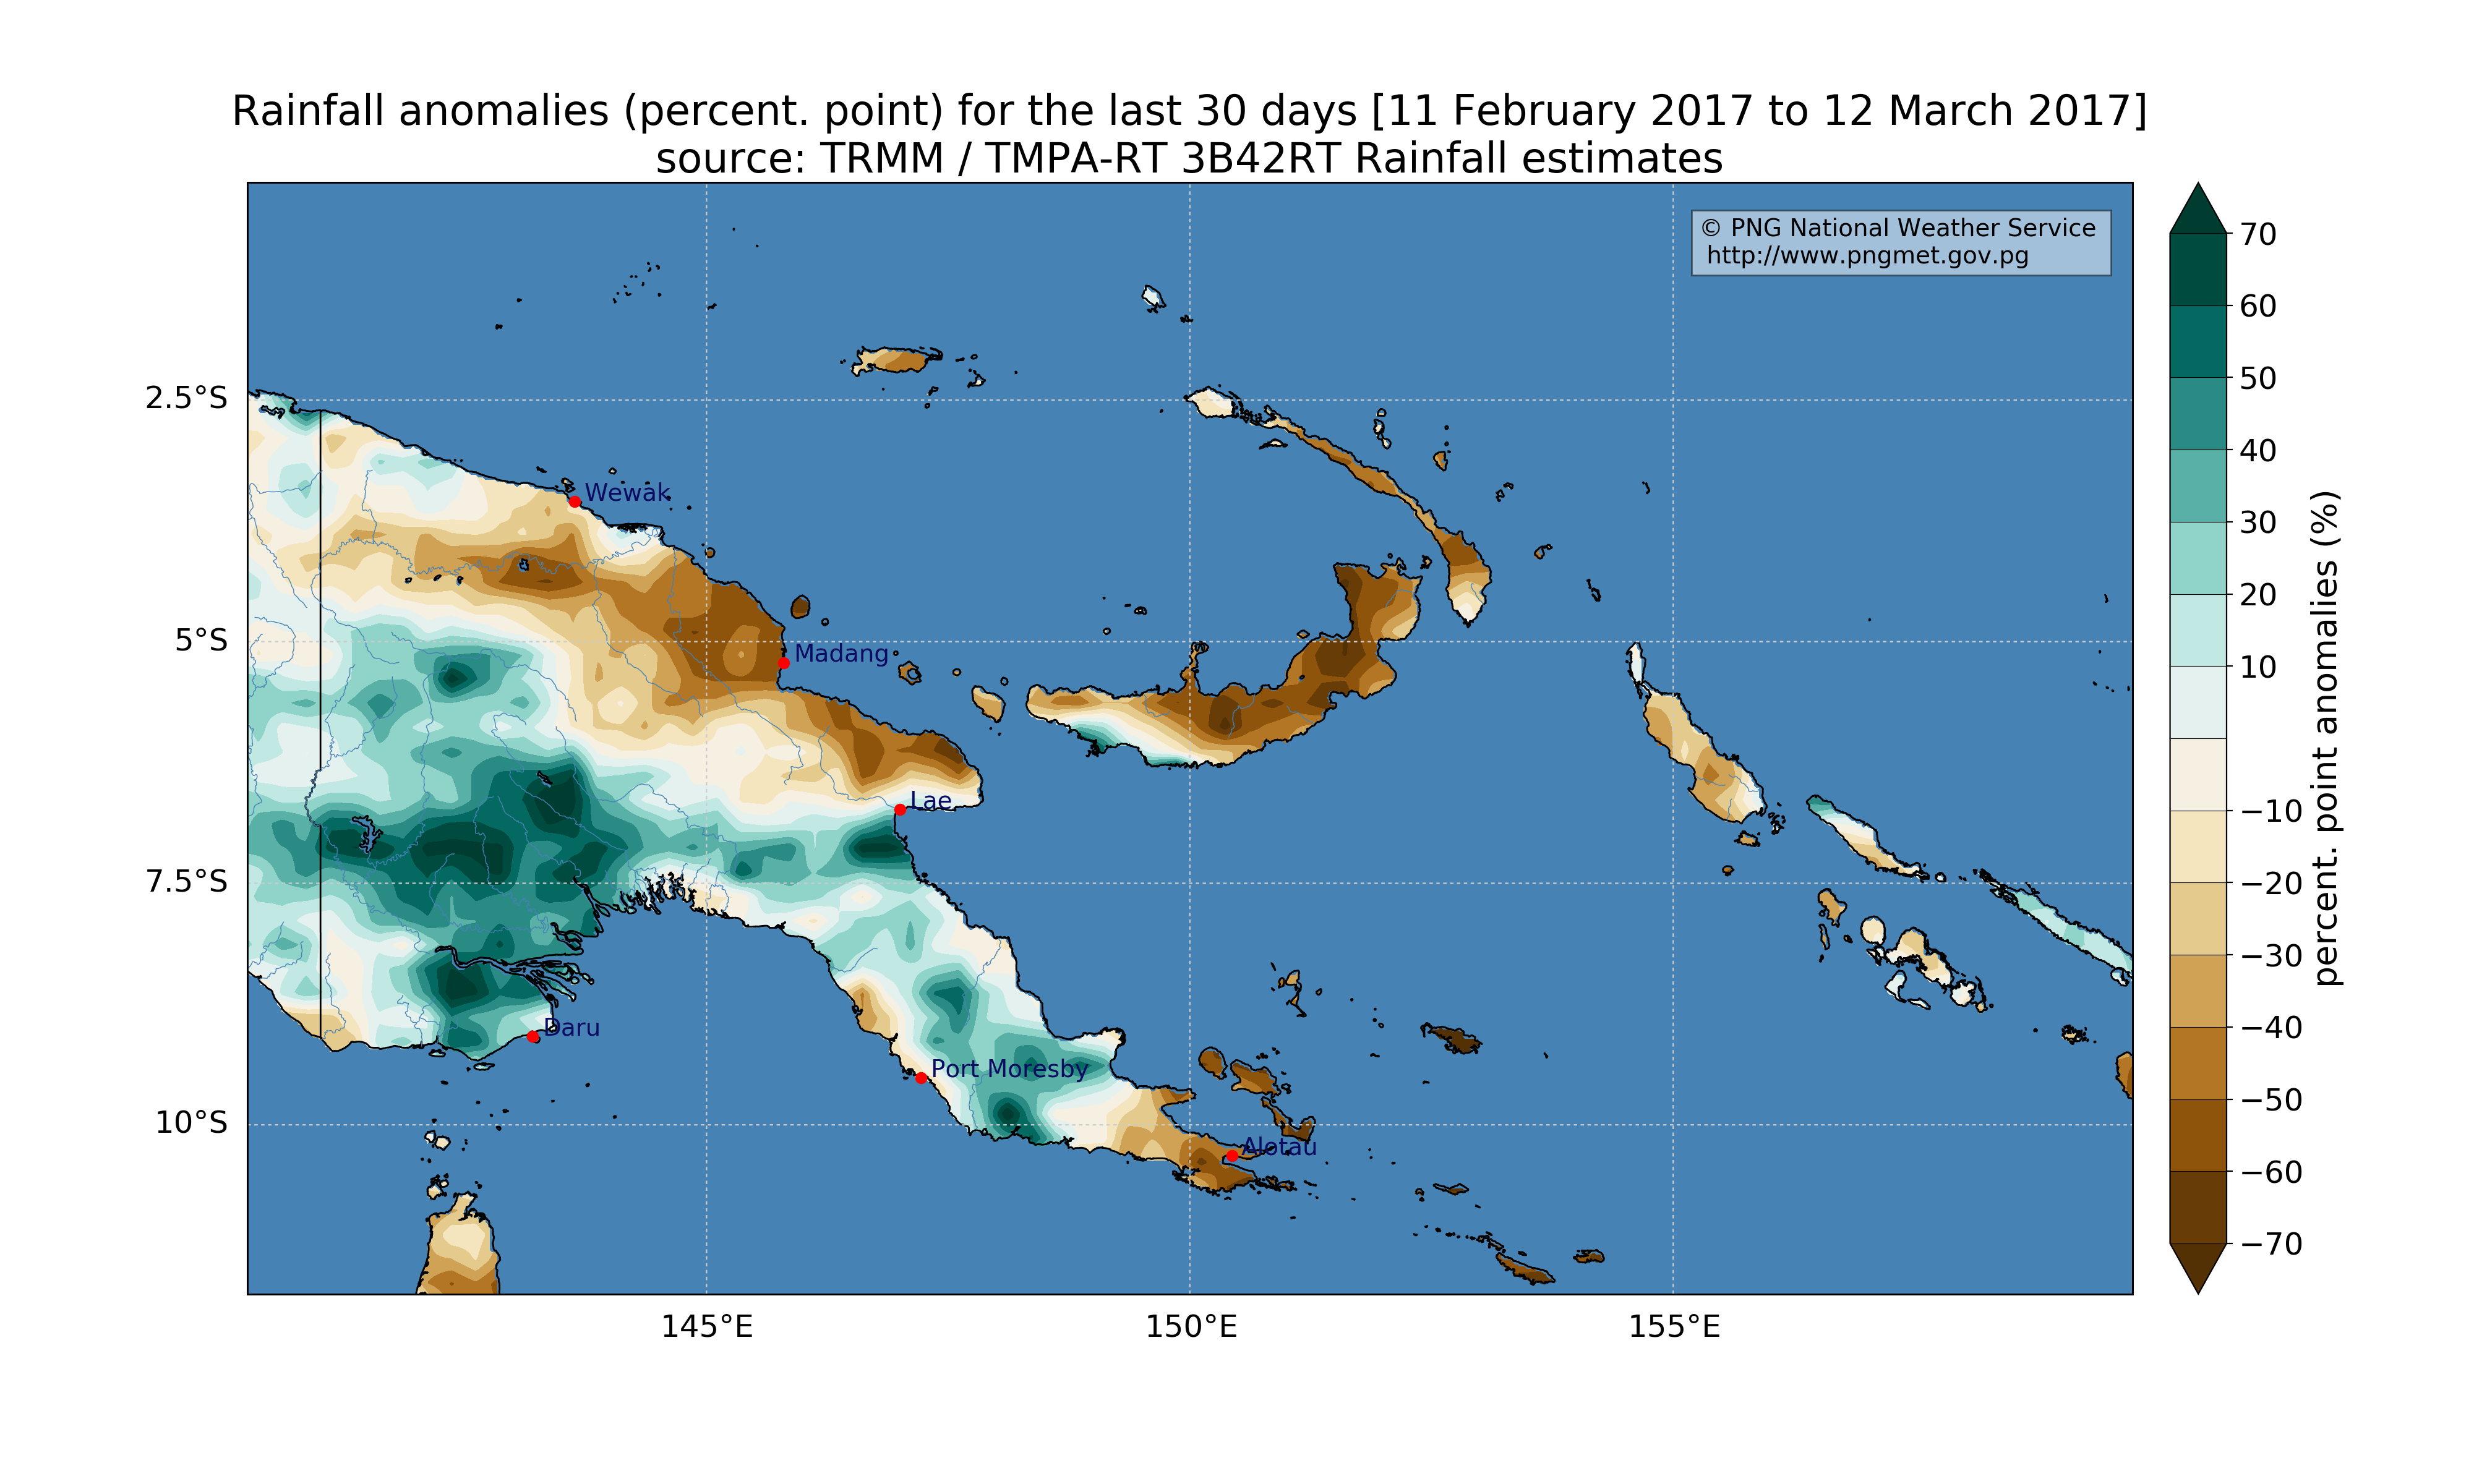 Rainfall anomalies (percent. point) for the last 30 days [11 February 2017 to 12 March 2017]
source: TRMM / TMPA-RT 3B42RT Rainfall estimates
© PNG National Weather Service
http://www.pngmet.gov.pg
2.5°S
5°S
7.5°S
10°S
145°E
150°E
155°E
Wewak
Madang
Lae
Daru
Port Moresby
Alotau
70
60
50
40
30
20
10
−10
−20
−30
−40
−50
−60
−70
percent. point anomalies (%)